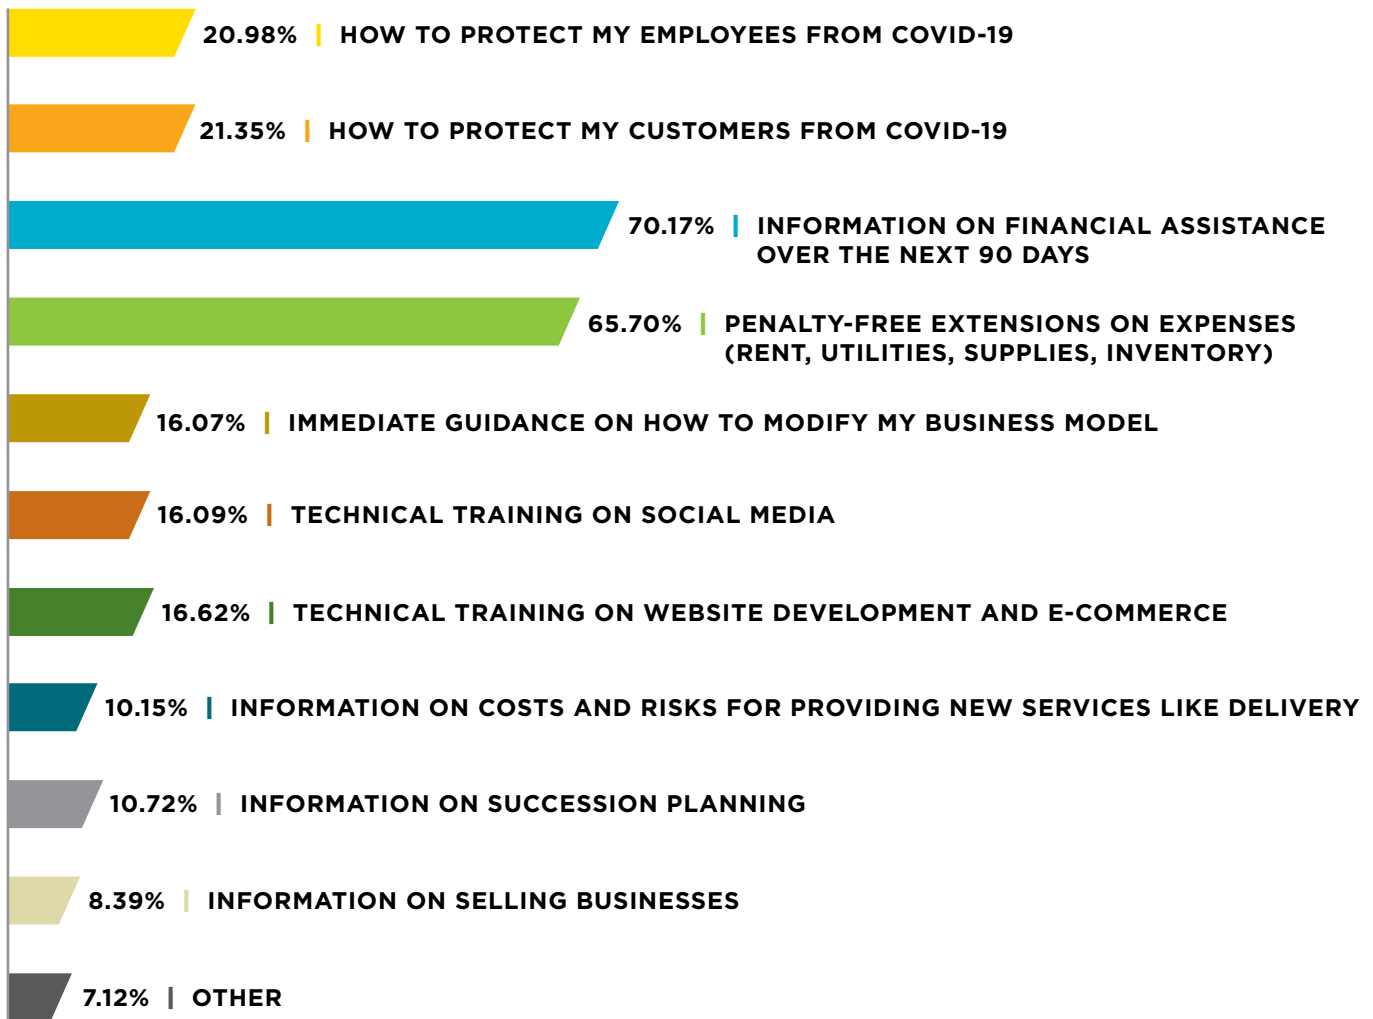 20.98% | HOW TO PROTECT MY EMPLOYEES FROM COVID-19
21.35% | HOW TO PROTECT MY CUSTOMERS FROM COVID-19
70.17% | INFORMATION ON FINANCIAL ASSISTANCE
OVER THE NEXT 90 DAYS
65.70% | PENALTY-FREE EXTENSIONS ON EXPENSES
(RENT, UTILITIES, SUPPLIES, INVENTORY)
16.07% | IMMEDIATE GUIDANCE ON HOW TO MODIFY MY BUSINESS MODEL
16.09% | TECHNICAL TRAINING ON SOCIAL MEDIA
16.62% | TECHNICAL TRAINING ON WEBSITE DEVELOPMENT AND E-COMMERCE
10.15% | INFORMATION ON COSTS AND RISKS FOR PROVIDING NEW SERVICES LIKE DELIVERY
10.72% | INFORMATION ON SUCCESSION PLANNING
8.39% | INFORMATION ON SELLING BUSINESSES
7.12% | OTHER